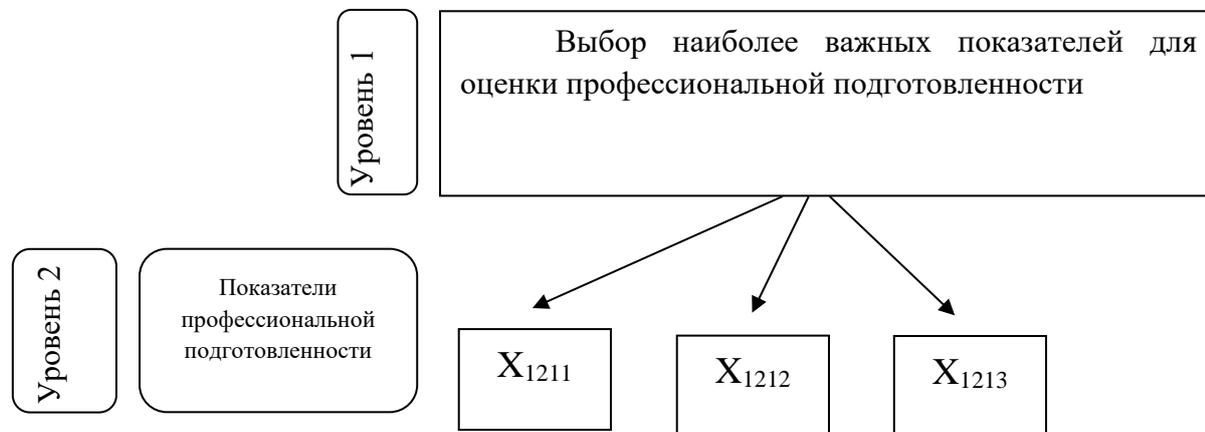 Уровень 1
Выбор наиболее важных показателей для
оценки профессиональной подготовленности
Уровень 2
Показатели
профессиональной
подготовленности
X₁₂₁₁
X₁₂₁₂
X₁₂₁₃